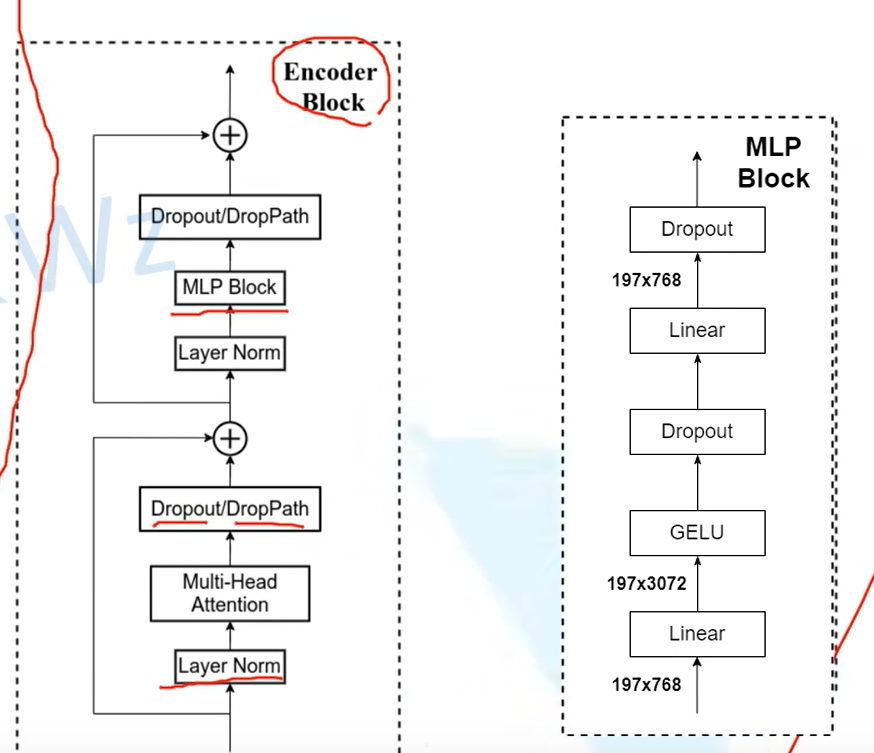 Encoder
Block
Dropout/DropPath
MLP Block
Layer Norm
Dropout/DropPath
Multi-Head
Attention
Layer Norm
MLP
Block
Dropout
197x768
Linear
Dropout
GELU
197x3072
Linear
197x768